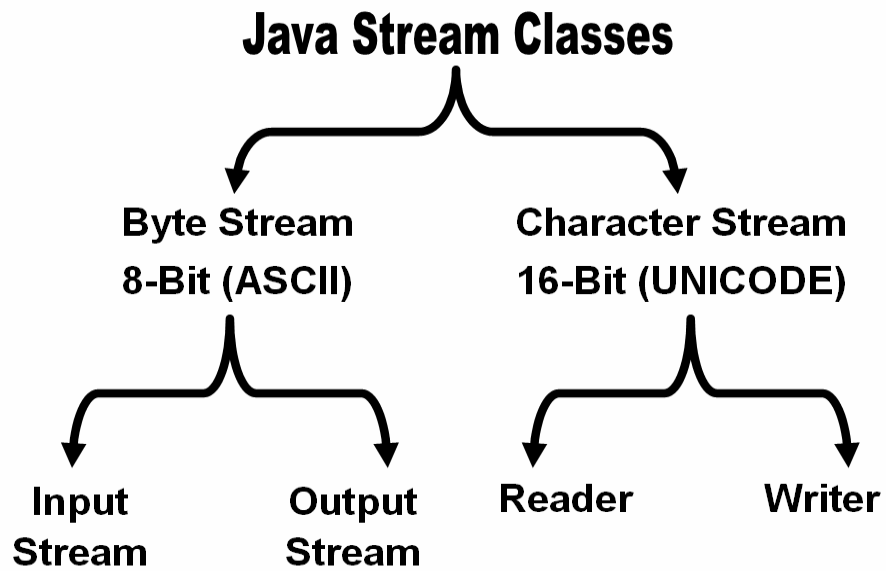 Java Stream Classes
Byte Stream
8-Bit (ASCII)
Character Stream
16-Bit (UNICODE)
Input
Stream
Output
Stream
Reader
Writer